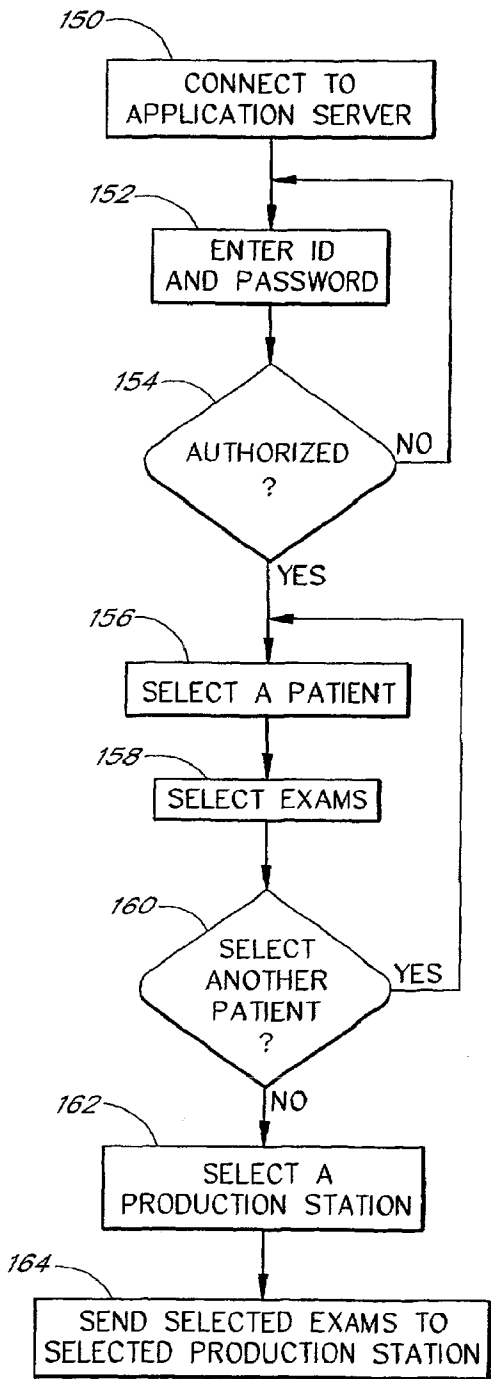 150
CONNECT TO
APPLICATION SERVER
152
ENTER ID
AND PASSWORD
154
AUTHORIZED
?
NO
YES
156
SELECT A PATIENT
158
SELECT EXAMS
160
SELECT
ANOTHER
PATIENT
?
YES
NO
162
SELECT A
PRODUCTION STATION
164
SEND SELECTED EXAMS TO
SELECTED PRODUCTION STATION